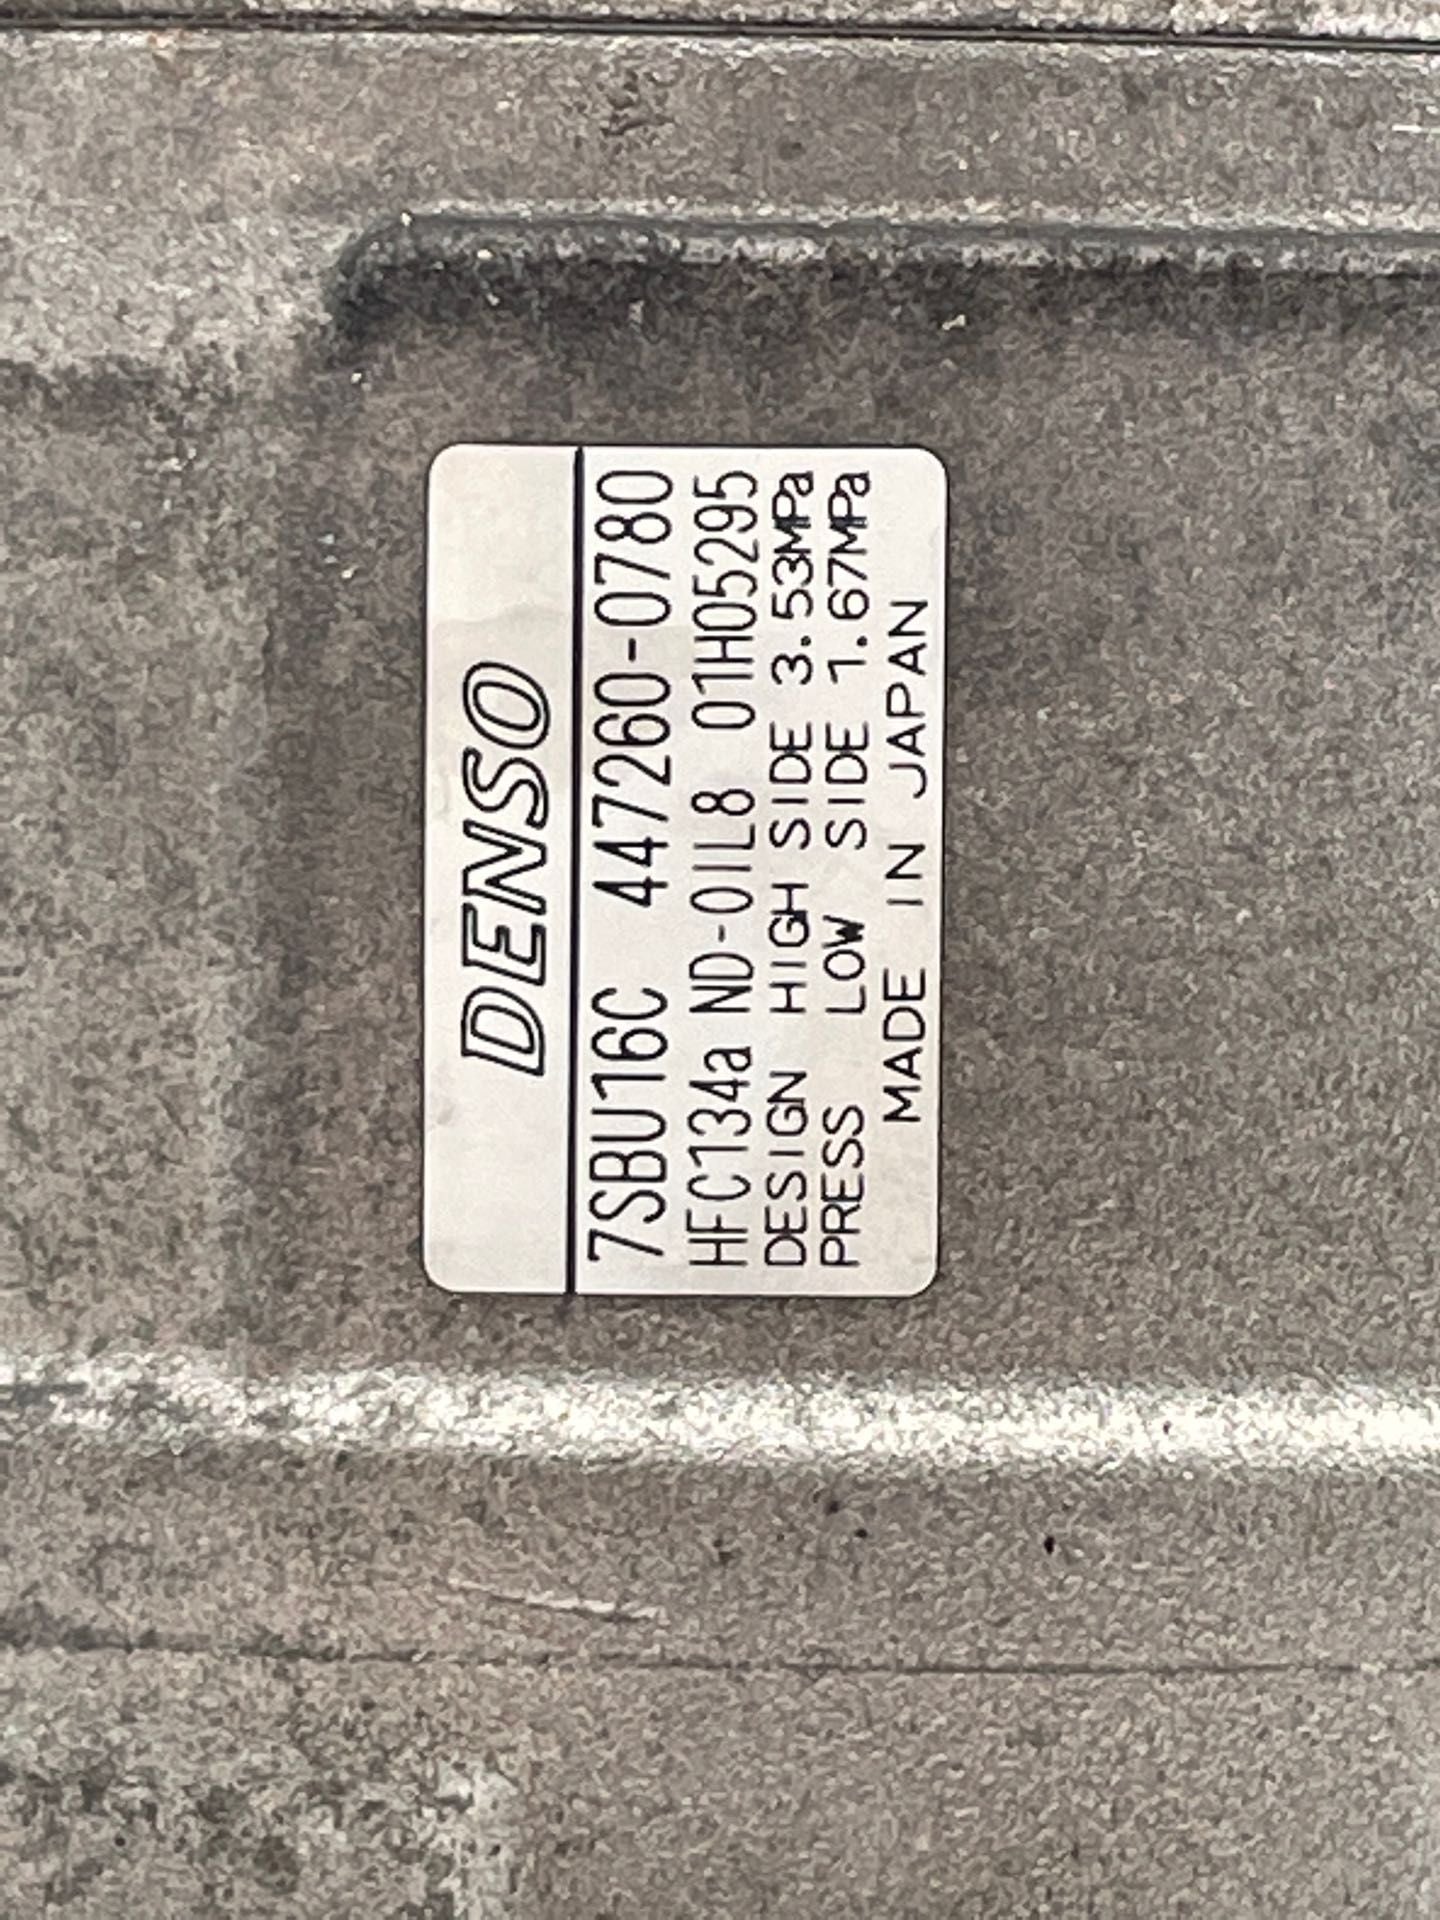 DENSO
7SBU16C 447260-0780
HFC134a ND-OIL8 01H05295
DESIGN HIGH SIDE 3.53MPa
PRESS LOW SIDE 1.67MPa
MADE IN JAPAN